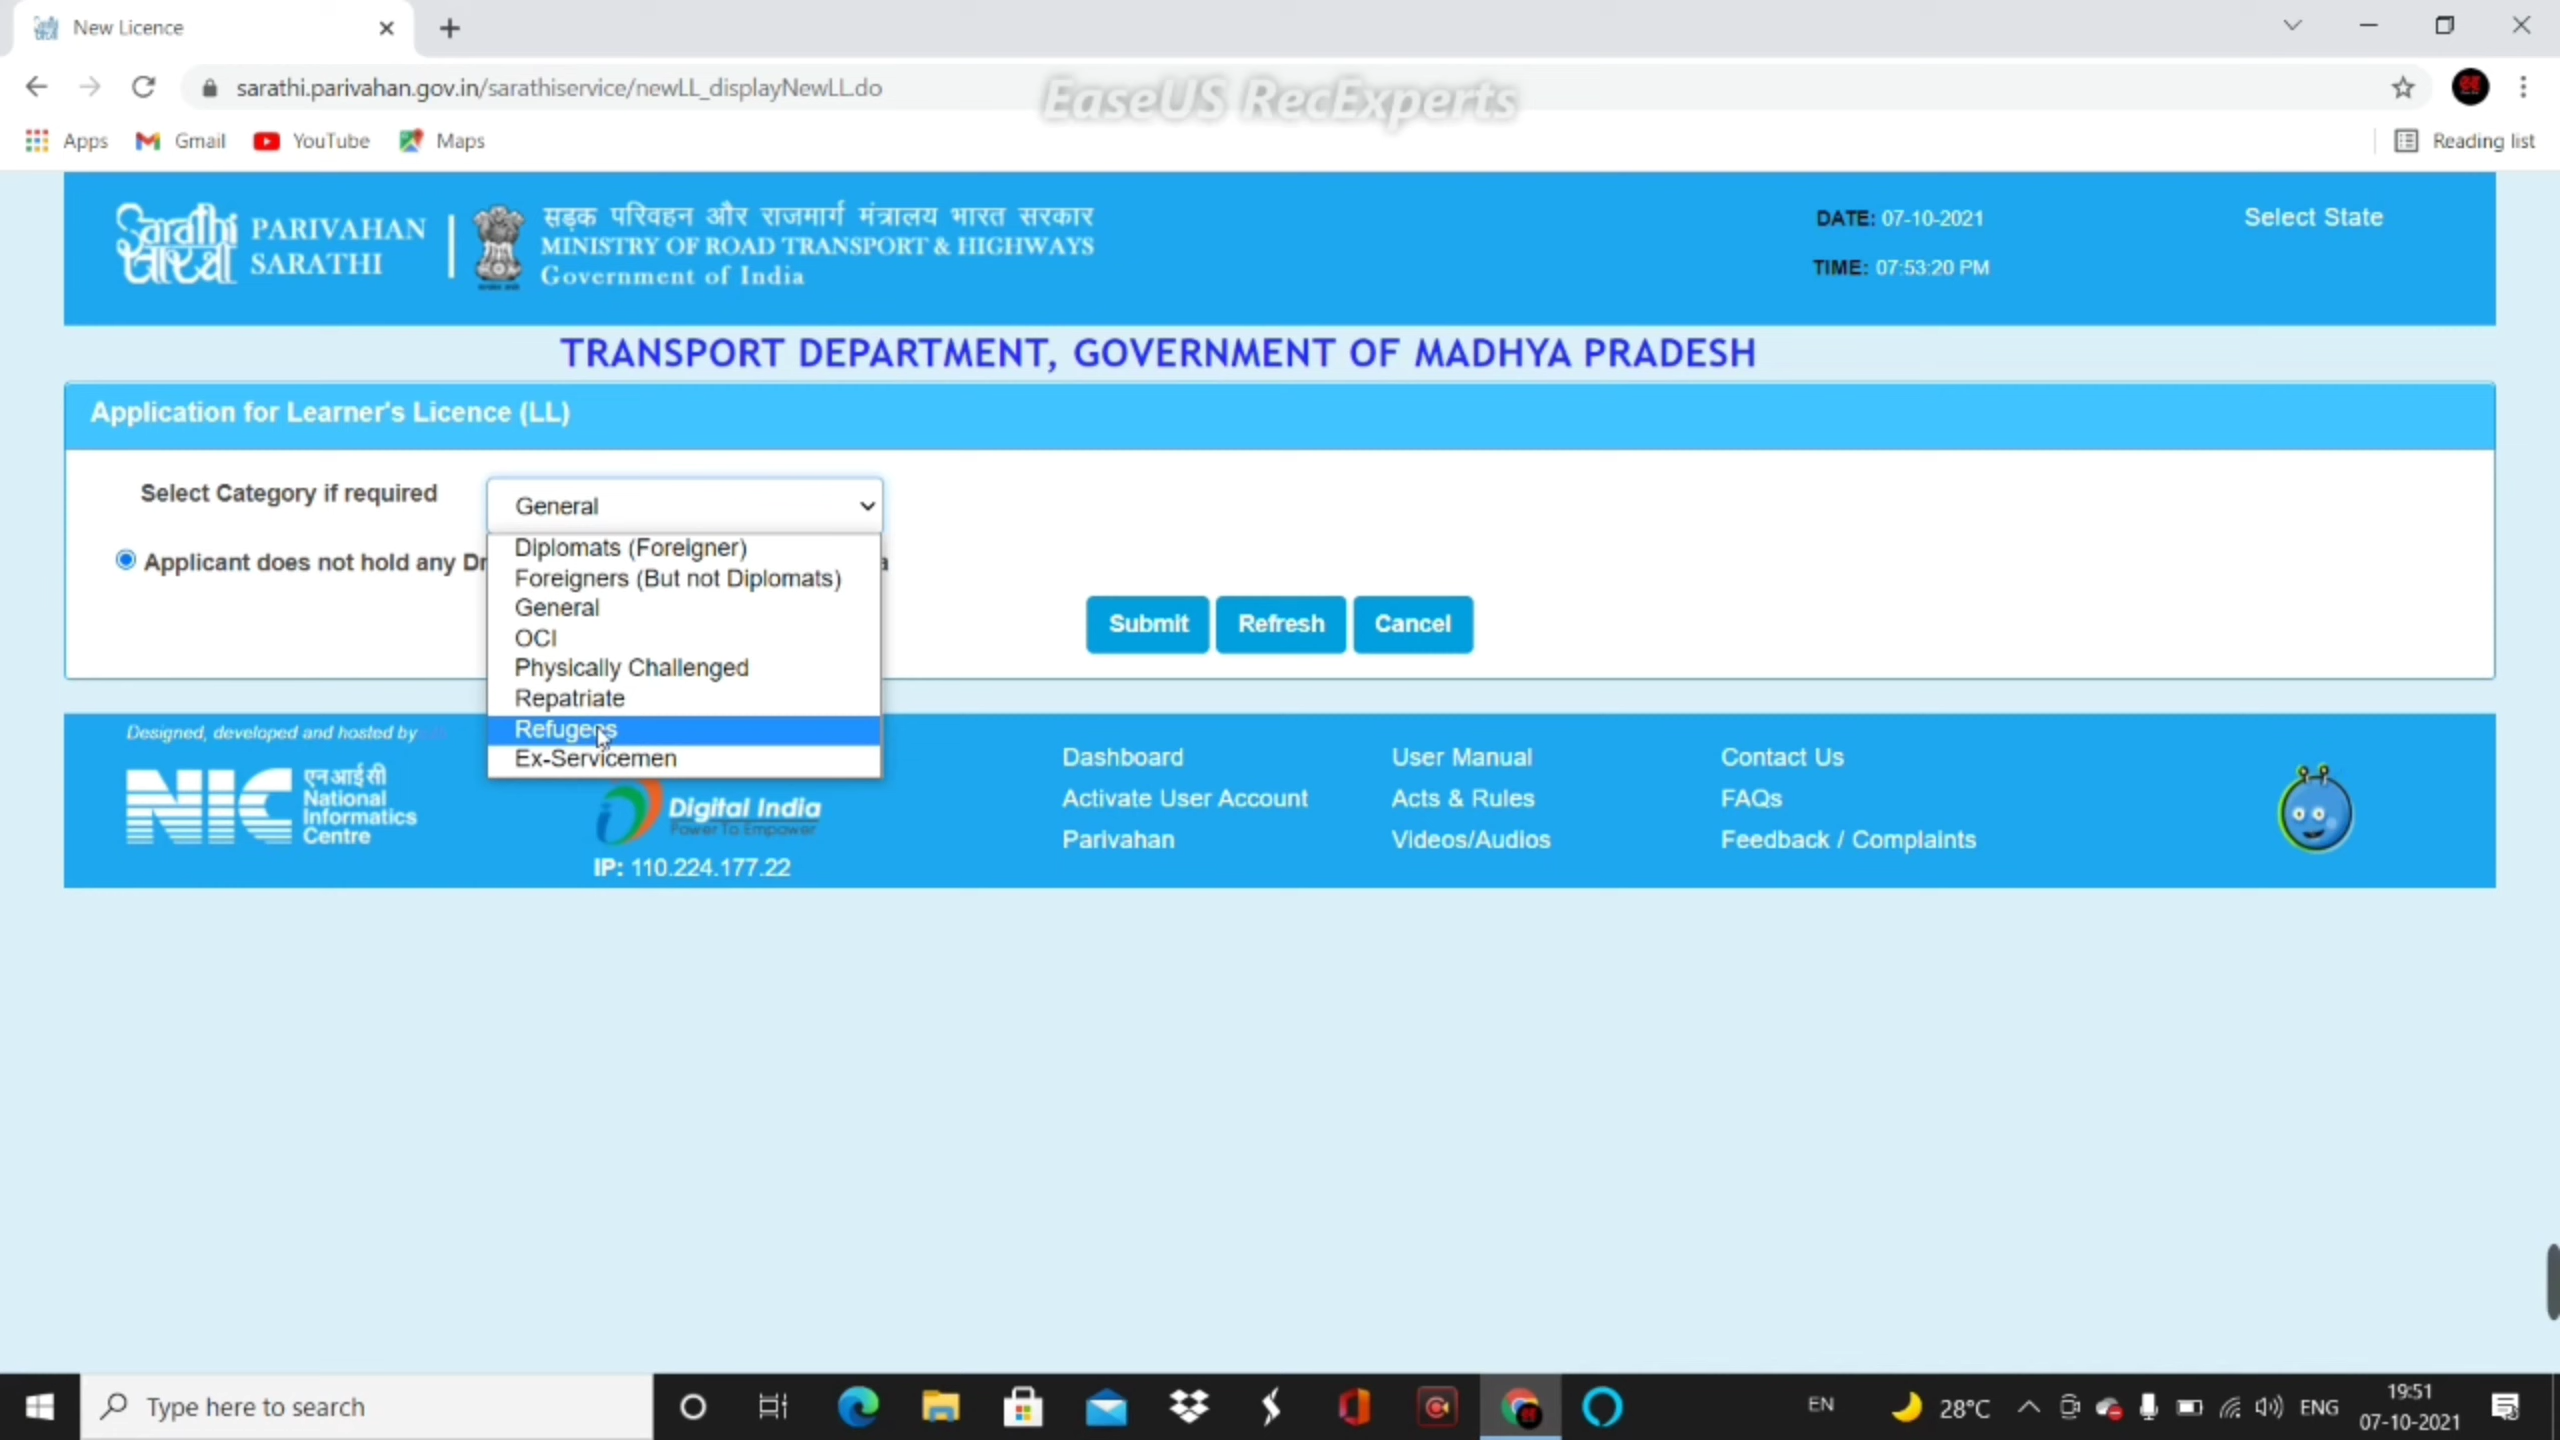 New Licence
sarathi.parivahan.gov.in/sarathiservice/newLL_displayNewLL.do
EaseUS RecExperts
Apps Gmail YouTube Maps Reading list
Sarathi सारथी
PARIVAHAN SARATHI
सड़क परिवहन और राजमार्ग मंत्रालय भारत सरकार
MINISTRY OF ROAD TRANSPORT & HIGHWAYS
Government of India
DATE: 07-10-2021
TIME: 07:53:20 PM
Select State
TRANSPORT DEPARTMENT, GOVERNMENT OF MADHYA PRADESH
Application for Learner's Licence (LL)
Select Category if required
General
Applicant does not hold any
Diplomats (Foreigner)
Foreigners (But not Diplomats)
General
OCI
Physically Challenged
Repatriate
Refugees
Ex-Servicemen
Submit Refresh Cancel
Designed, developed and hosted by
NIC
एनआईसी
National
Informatics
Centre
Digital India
Power To Empower
IP: 110.224.177.22
Dashboard
Activate User Account
Parivahan
User Manual
Acts & Rules
Videos/Audios
Contact Us
FAQs
Feedback / Complaints
Type here to search
EN
28°C
ENG
19:51
07-10-2021